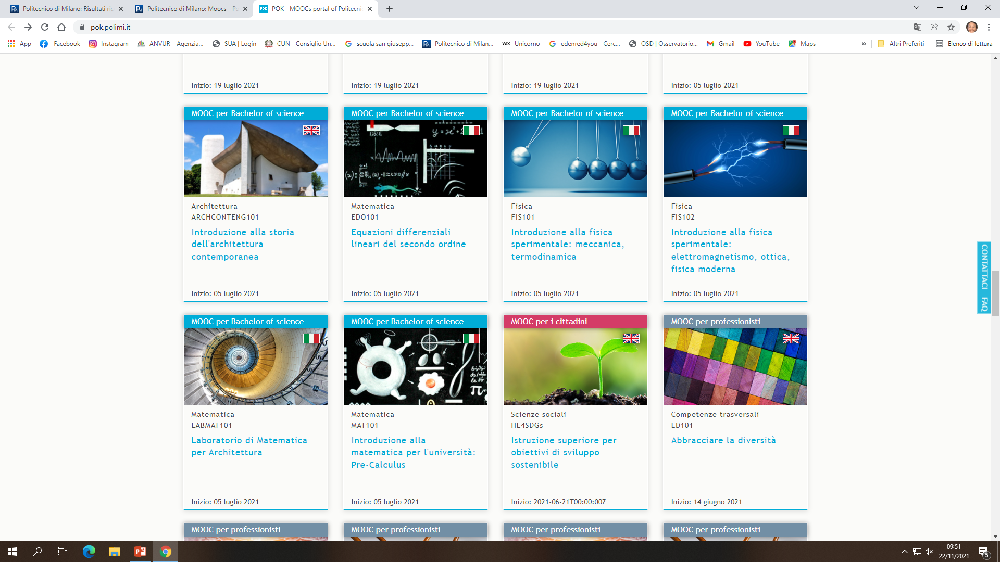 Politecnico di Milano: Risultati ric
Politecnico di Milano: Moocs - Po
POK - MOOCs portal of Politecni
pok.polimi.it
App
Facebook
Instagram
ANVUR – Agenzia...
SUA | Login
CUN - Consiglio Un...
scuola san giusepp...
Politecnico di Milan...
WIX Unicorno
edenred4you - Cerc...
OSD | Osservatorio...
Gmail
YouTube
Maps
»
Altri Preferiti
Elenco di lettura
Inizio: 19 luglio 2021
Inizio: 19 luglio 2021
Inizio: 19 luglio 2021
Inizio: 05 luglio 2021
MOOC per Bachelor of science
Architettura
ARCHCONTENG101
Introduzione alla storia
dell'architettura
contemporanea
Inizio: 05 luglio 2021
MOOC per Bachelor of science
Matematica
EDO101
Equazioni differenziali
lineari del secondo ordine
Inizio: 05 luglio 2021
MOOC per Bachelor of science
Fisica
FIS101
Introduzione alla fisica
sperimentale: meccanica,
termodinamica
Inizio: 05 luglio 2021
MOOC per Bachelor of science
Fisica
FIS102
Introduzione alla fisica
sperimentale:
elettromagnetismo, ottica,
fisica moderna
Inizio: 05 luglio 2021
MOOC per Bachelor of science
Matematica
LABMAT101
Laboratorio di Matematica
per Architettura
Inizio: 05 luglio 2021
MOOC per Bachelor of science
Matematica
MAT101
Introduzione alla
matematica per l'università:
Pre-Calculus
Inizio: 05 luglio 2021
MOOC per i cittadini
Scienze sociali
HE4SDGs
Istruzione superiore per
obiettivi di sviluppo
sostenibile
Inizio: 2021-06-21T00:00:00Z
MOOC per professionisti
Competenze trasversali
ED101
Abbracciare la diversità
Inizio: 14 giugno 2021
MOOC per professionisti
MOOC per professionisti
MOOC per professionisti
MOOC per professionisti
CONTATTACI
FAQ
09:51
22/11/2021
5